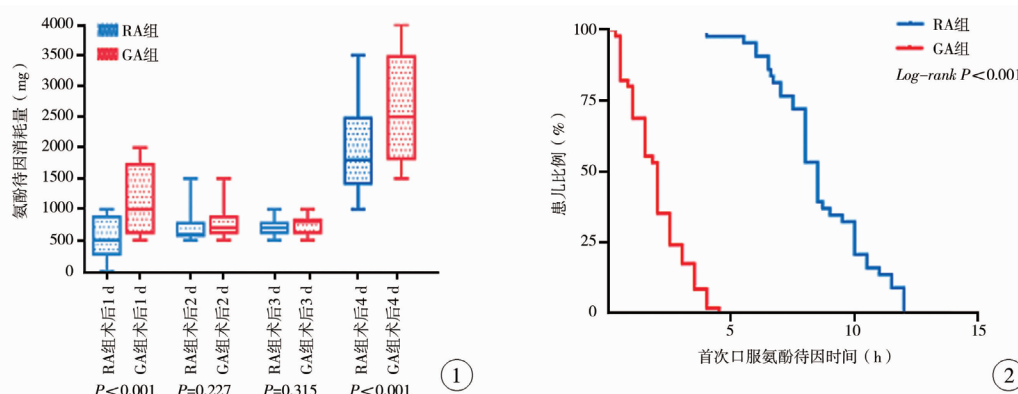 4000
3500
3000
2500
2000
1500
1000
500
0
氨酚待因消耗量（mg）
RA组
GA组
RA组术后1 d
GA组术后1 d
RA组术后2 d
GA组术后2 d
RA组术后3 d
GA组术后3 d
RA组术后4 d
GA组术后4 d
P＜0.001
P=0.227
P=0.315
P＜0.001
①
100
75
50
25
0
患儿比例（%）
RA组
GA组
Log-rank P＜0.001
5
10
15
首次口服氨酚待因时间（h）
②